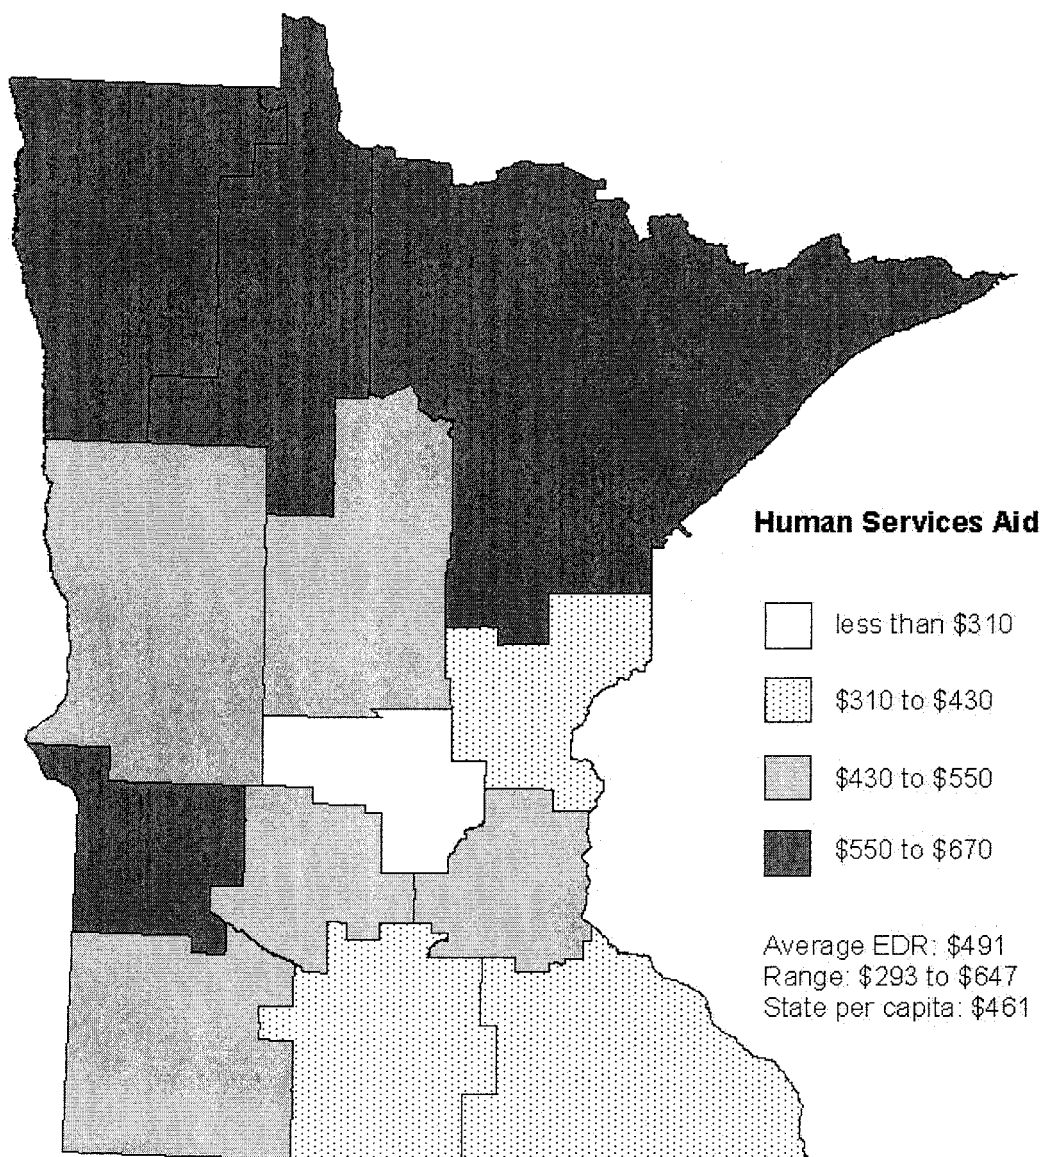 Human Services Aid
less than $310
$310 to $430
$430 to $550
$550 to $670
Average EDR: $491
Range: $293 to $647
State per capita: $461